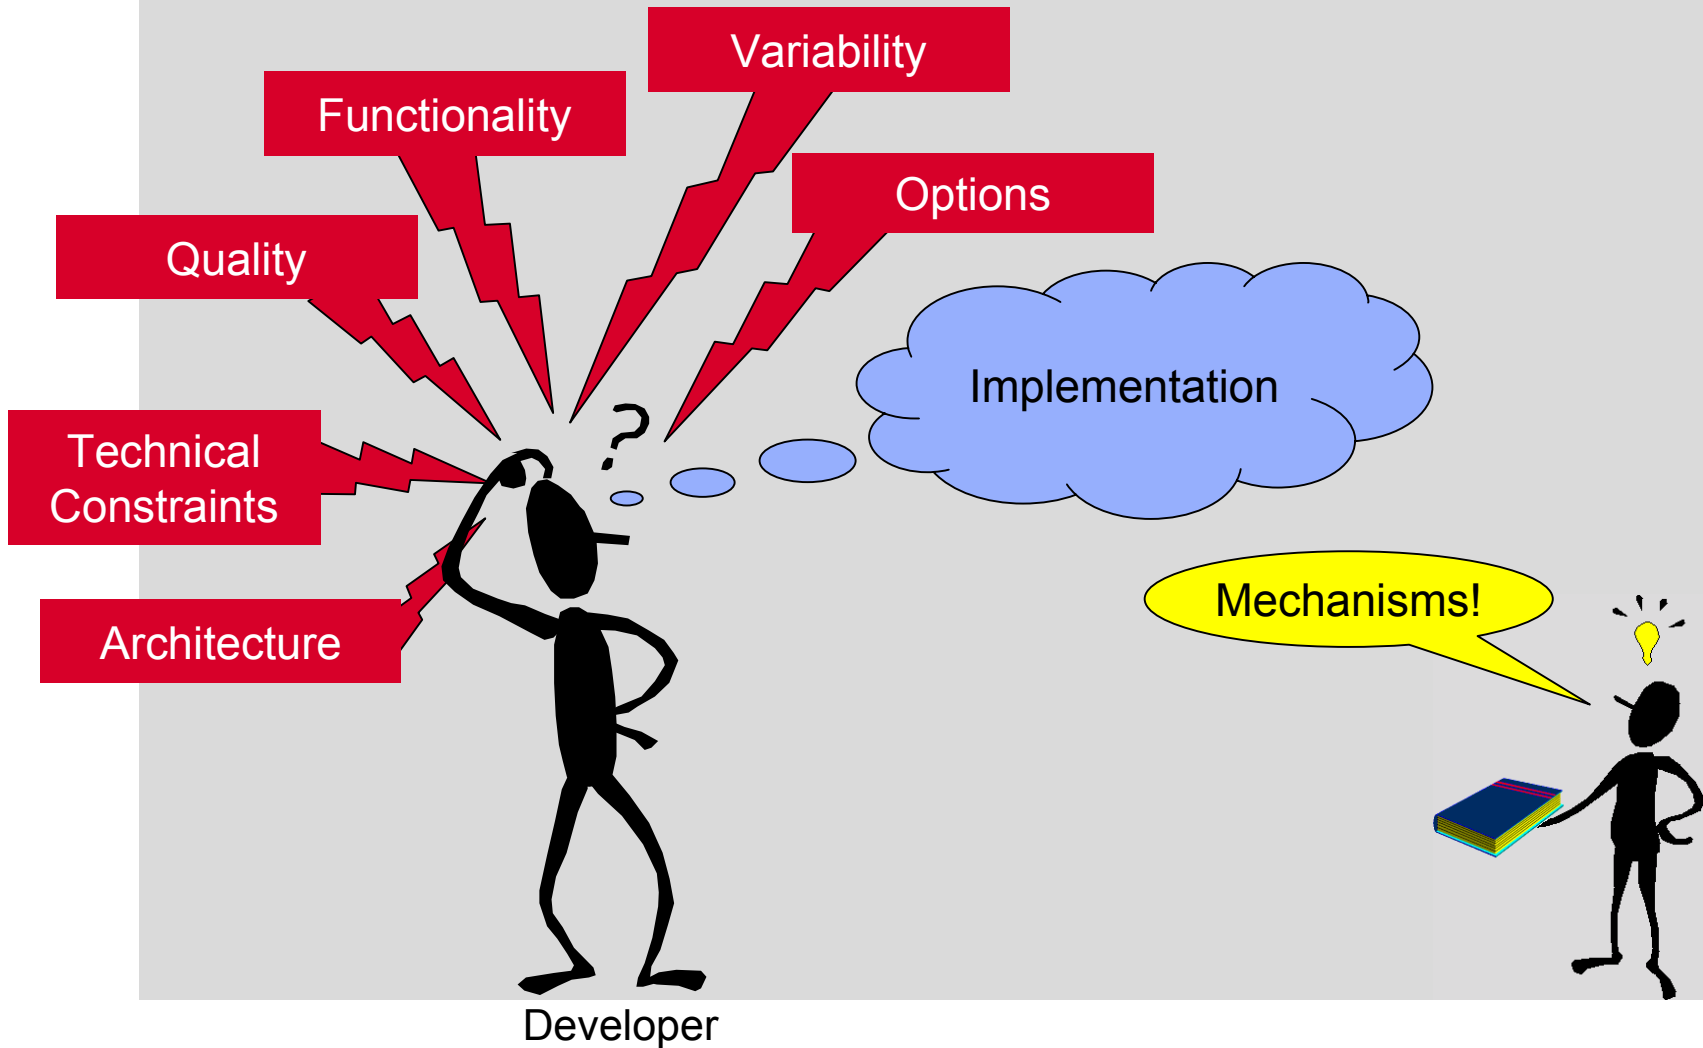 Variability
Functionality
Options
Quality
?
Implementation
Technical
Constraints
Mechanisms!
Architecture
Developer